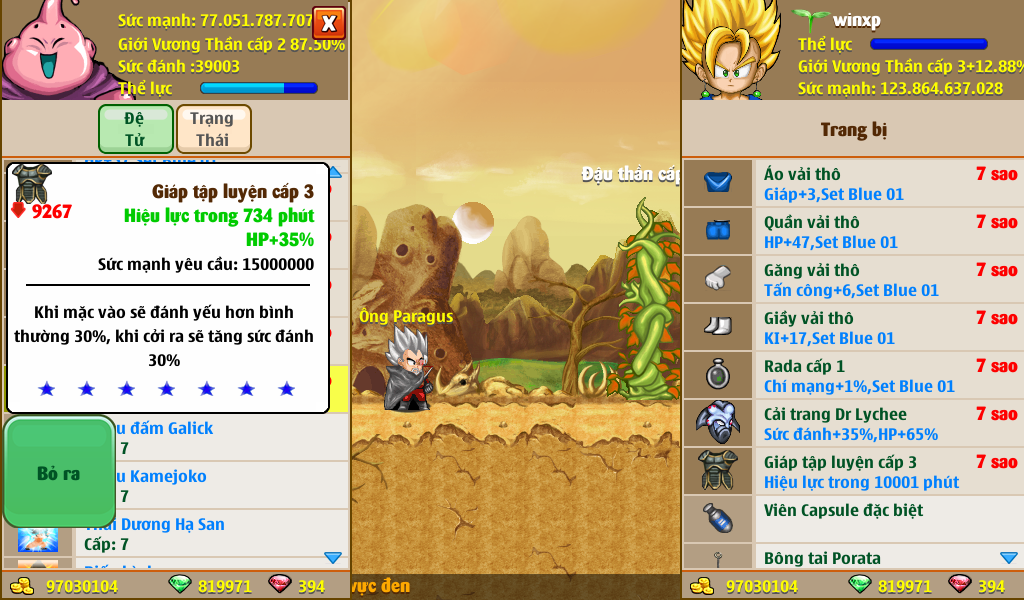 Sức mạnh: 77.051.787.707
Giới Vương Thần cấp 2 87.50%
Sức đánh :39003
Thể lực
X
Đệ
Tử
Trạng
Thái
9267
Giáp tập luyện cấp 3
Hiệu lực trong 734 phút
HP+35%
Sức mạnh yêu cầu: 15000000
Khi mặc vào sẽ đánh yếu hơn bình
thường 30%, khi cởi ra sẽ tăng sức đánh
30%
đấm Galick
7
Bỏ ra
Kamejoko
7
Thái Dương Hạ San
Cấp: 7
97030104
819971
394
Đậu thần cấp
Ông Paragus
vực đen
winxp
Thể lực
Giới Vương Thần cấp 3+12.88%
Sức mạnh: 123.864.637.028
Trang bị
Áo vải thô
7 sao
Giáp+3,Set Blue 01
Quần vải thô
7 sao
HP+47,Set Blue 01
Găng vải thô
7 sao
Tấn công+6,Set Blue 01
Giầy vải thô
7 sao
KI+17,Set Blue 01
Rada cấp 1
7 sao
Chí mạng+1%,Set Blue 01
Cải trang Dr Lychee
7 sao
Sức đánh+35%,HP+65%
Giáp tập luyện cấp 3
7 sao
Hiệu lực trong 10001 phút
Viên Capsule đặc biệt
Bông tai Porata
97030104
819971
394